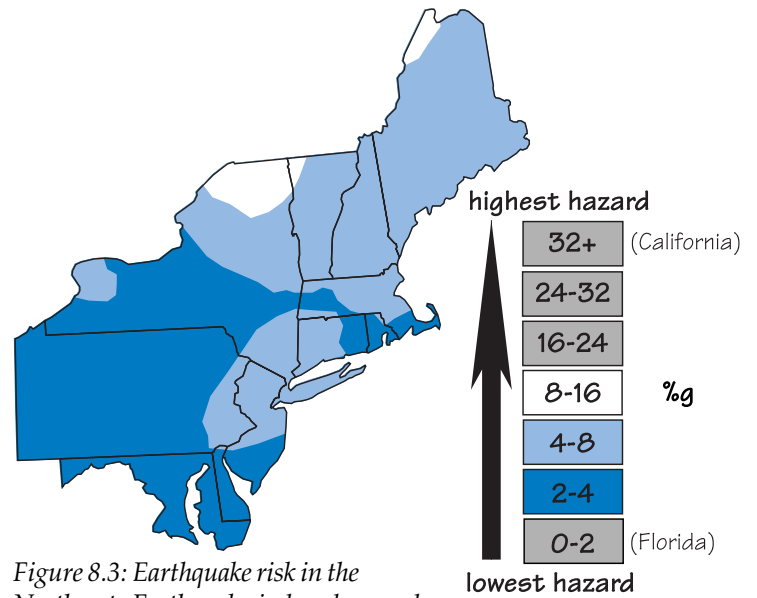 highest hazard
32+ (California)
24-32
16-24
8-16 %g
4-8
2-4
0-2 (Florida)
lowest hazard
Figure 8.3: Earthquake risk in the